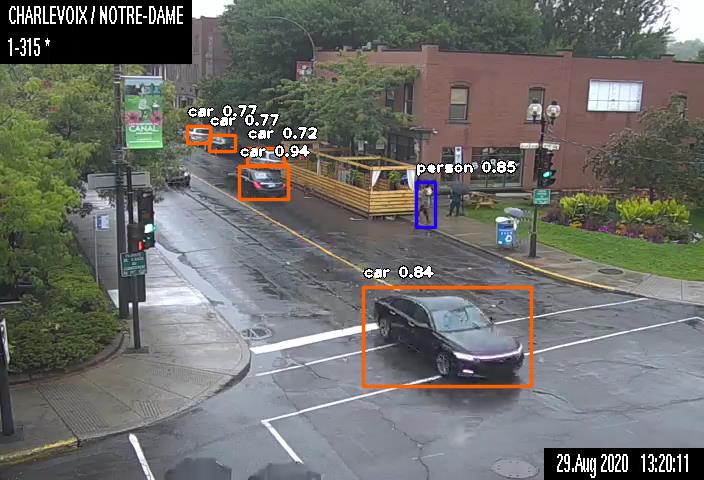 CHARLEVOIX / NOTRE-DAME
1-315 *
car 0.77
car 0.77
car 0.72
car 0.94
person 0.85
CANAL
car 0.84
29.Aug 2020 13:20:11